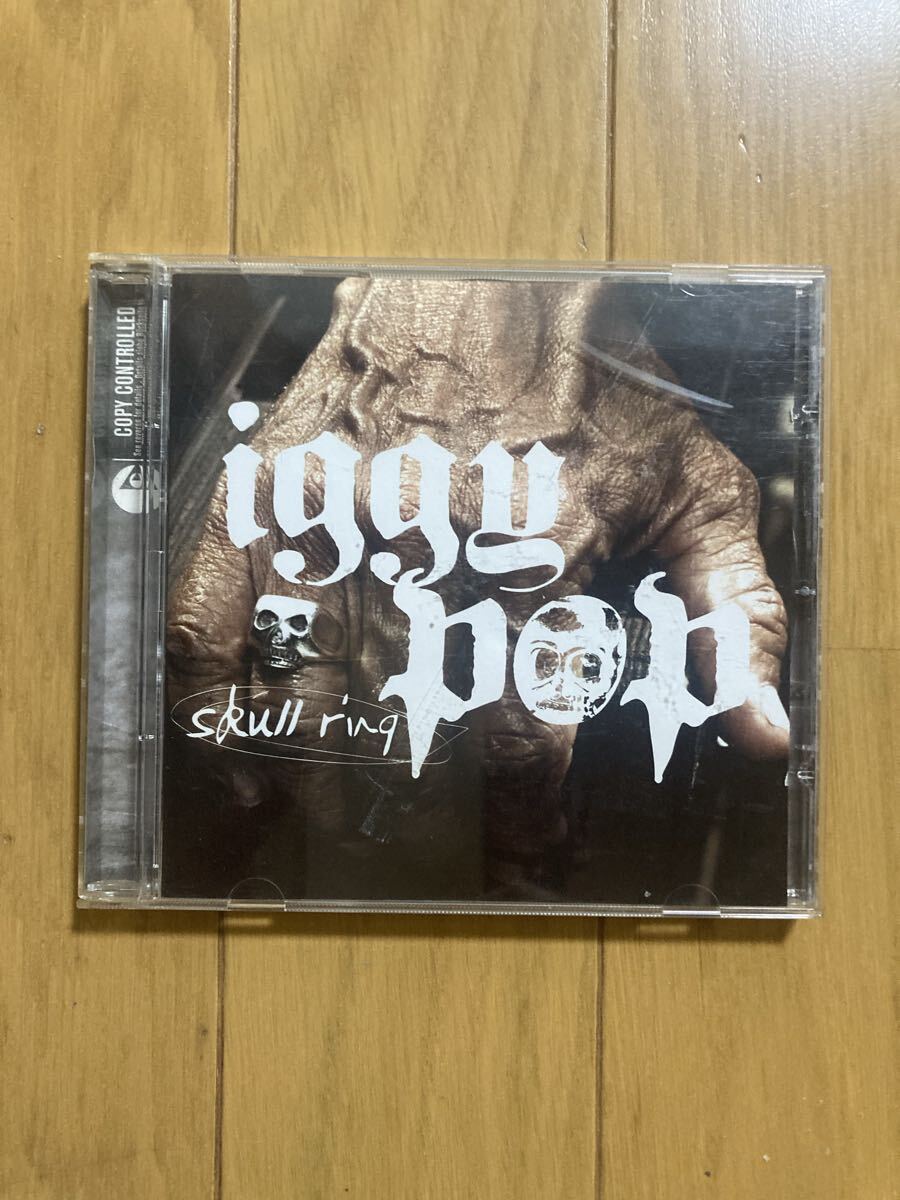 COPY CONTROLLED
iggy
pop
skull ring